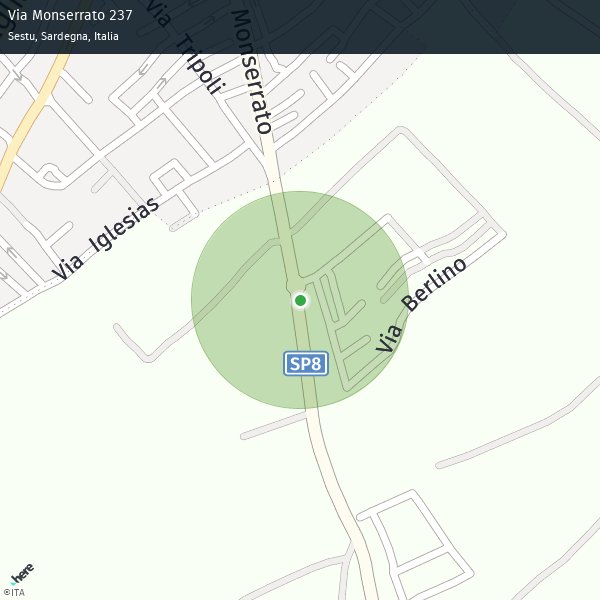 Via Monserrato 237
Sestu, Sardegna, Italia
Via Tripoli
Monserrato
Via Iglesias
Via Berlino
SP8
here
©ITA